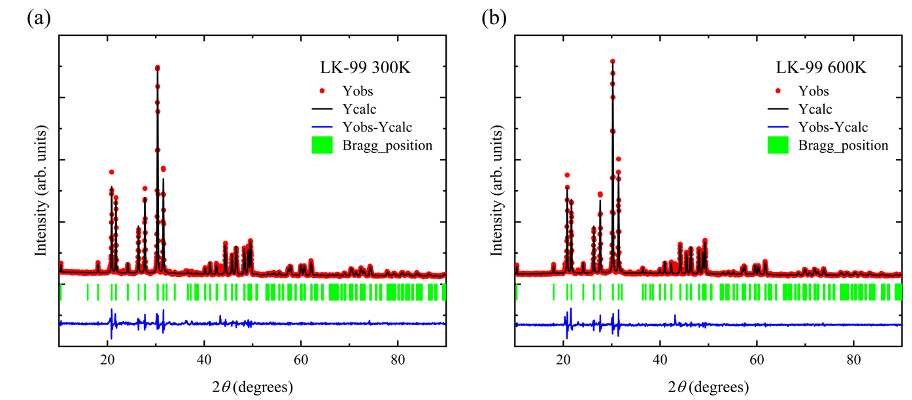 (a)
LK-99 300K
Yobs
Ycalc
Yobs-Ycalc
Bragg_position
Intensity (arb. units)
20 40 60 80
2θ (degrees)
(b)
LK-99 600K
Yobs
Ycalc
Yobs-Ycalc
Bragg_position
Intensity (arb. units)
20 40 60 80
2θ (degrees)